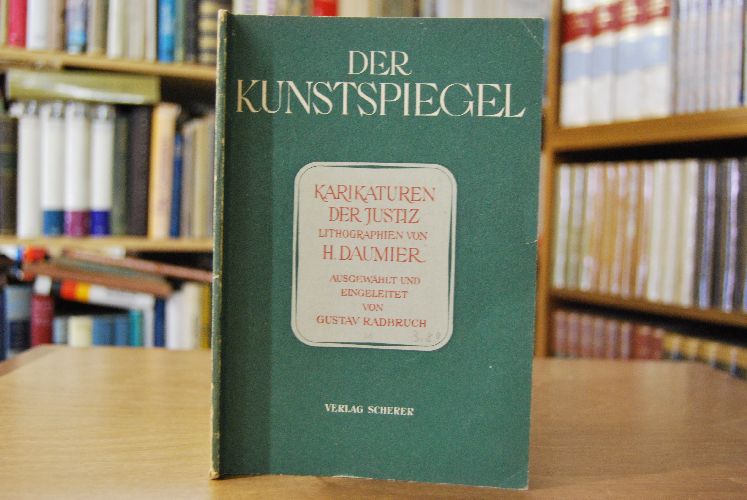 DER
KUNSTSPIEGEL
KARIKATUREN
DER JUSTIZ
LITHOGRAPHIEN VON
H. DAUMIER
AUSGEWÄHLT UND
EINGELEITET
VON
GUSTAV RADBRUCH
VERLAG SCHERER